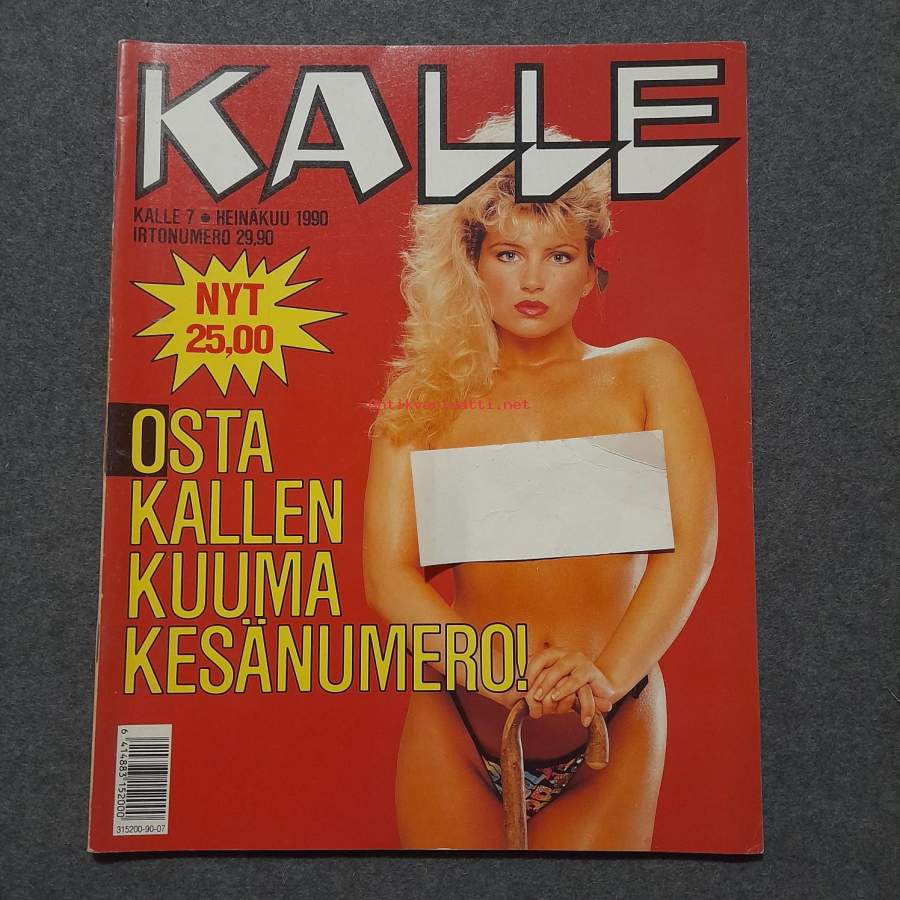 KALLE
KALLE 7 • HEINÄKUU 1990
IRTONUMERO 29,90
NYT
25,00
antikvariaatti.net
OSTA
KALLEN
KUUMA
KESÄNUMERO!
6 414883 152000
315200-90-07